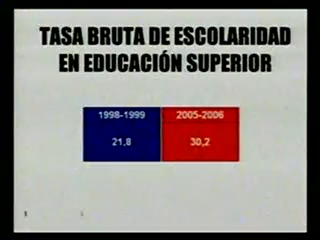 TASA BRUTA DE ESCOLARIDAD
EN EDUCACIÓN SUPERIOR
1998-1999 2005-2006
21,8 30,2